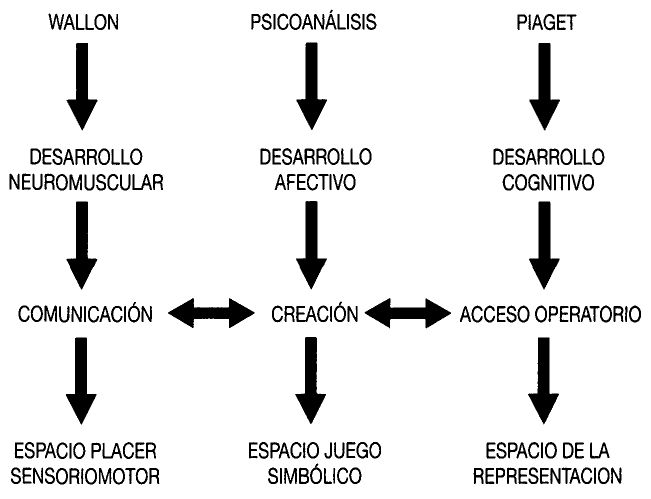 WALLON
PSICOANÁLISIS
PIAGET
DESARROLLO
NEUROMUSCULAR
DESARROLLO
AFECTIVO
DESARROLLO
COGNITIVO
COMUNICACIÓN
CREACIÓN
ACCESO OPERATORIO
ESPACIO PLACER
SENSORIOMOTOR
ESPACIO JUEGO
SIMBÓLICO
ESPACIO DE LA
REPRESENTACION